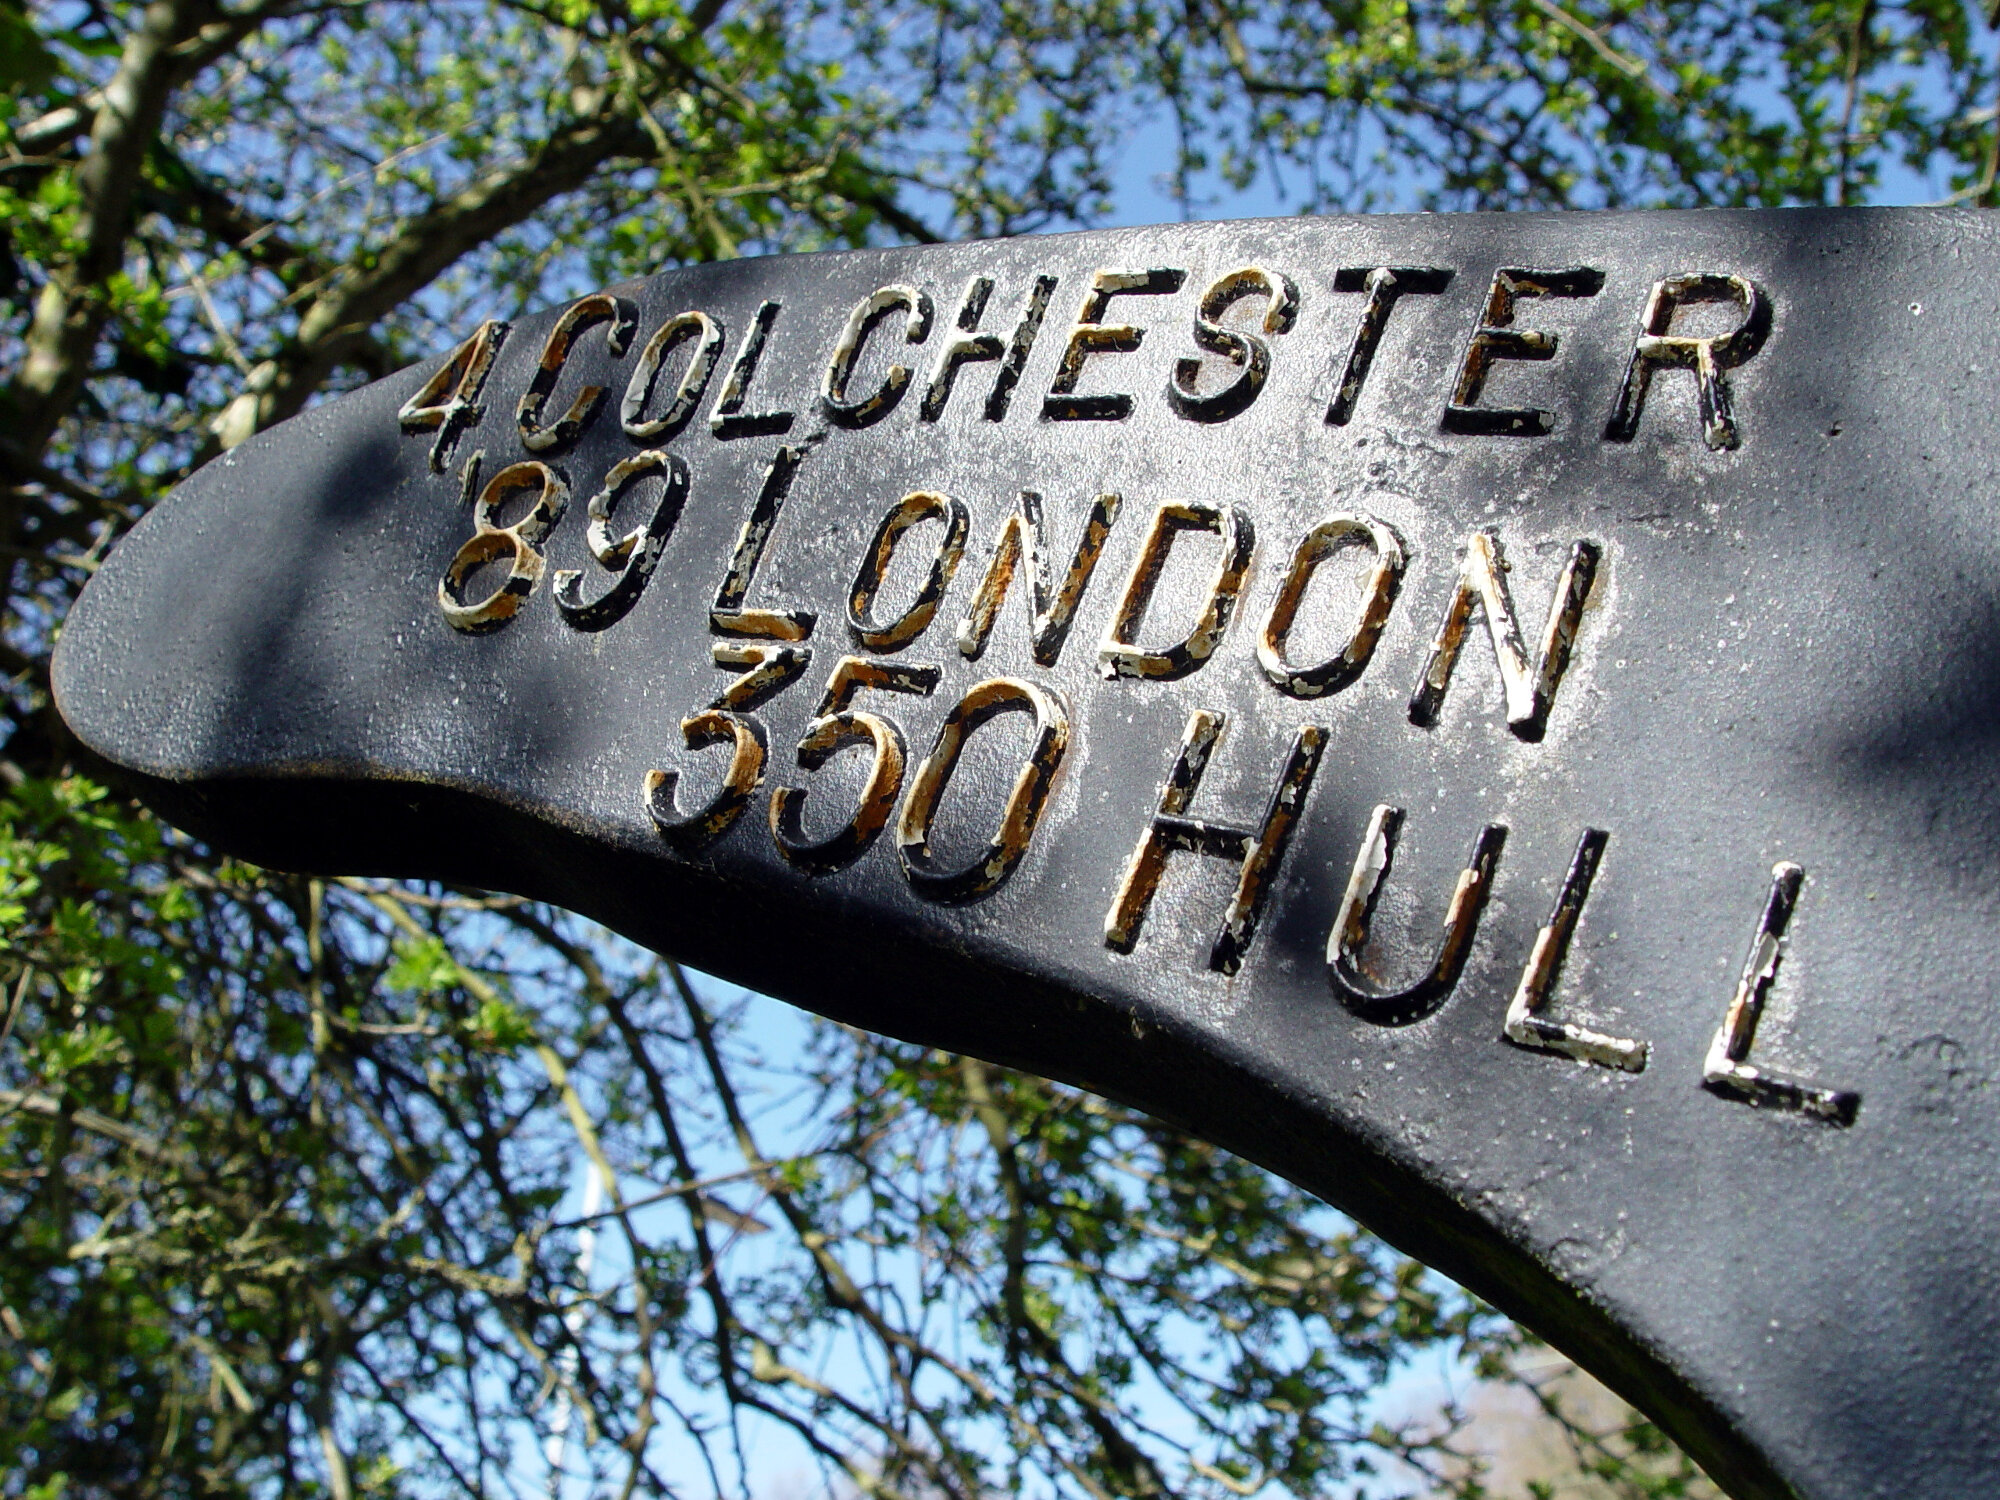 4 COLCHESTER
89 LONDON
350 HULL